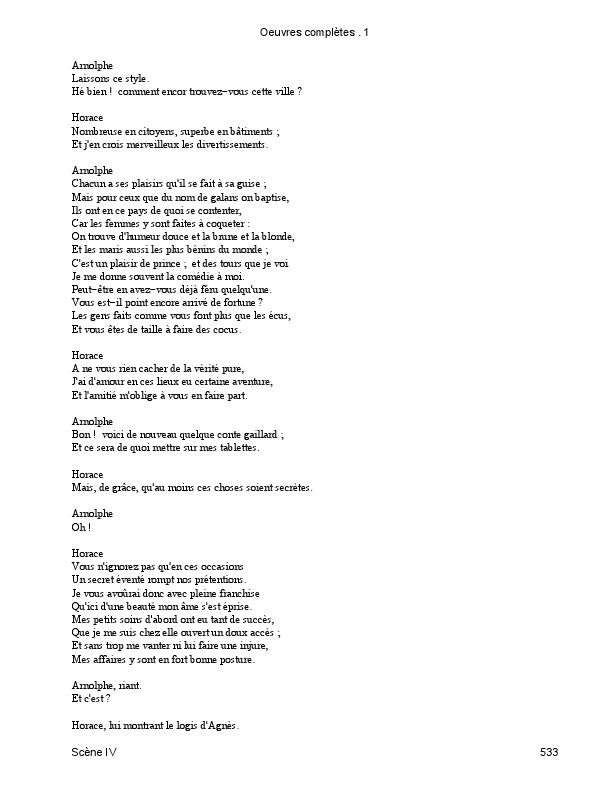 Oeuvres complètes . 1
Arnolphe
Laissons ce style.
Hé bien !  comment encor trouvez−vous cette ville ?
Horace
Nombreuse en citoyens, superbe en bâtiments ;
Et j'en crois merveilleux les divertissements.
Arnolphe
Chacun a ses plaisirs qu'il se fait à sa guise ;
Mais pour ceux que du nom de galans on baptise,
Ils ont en ce pays de quoi se contenter,
Car les femmes y sont faites à coqueter :
On trouve d'humeur douce et la brune et la blonde,
Et les maris aussi les plus bénins du monde ;
C'est un plaisir de prince ;  et des tours que je voi
Je me donne souvent la comédie à moi.
Peut−être en avez−vous déjà féru quelqu'une.
Vous est−il point encore arrivé de fortune ?
Les gens faits comme vous font plus que les écus,
Et vous êtes de taille à faire des cocus.
Horace
A ne vous rien cacher de la vérité pure,
J'ai d'amour en ces lieux eu certaine aventure,
Et l'amitié m'oblige à vous en faire part.
Arnolphe
Bon !  voici de nouveau quelque conte gaillard ;
Et ce sera de quoi mettre sur mes tablettes.
Horace
Mais, de grâce, qu'au moins ces choses soient secrètes.
Arnolphe
Oh !
Horace
Vous n'ignorez pas qu'en ces occasions
Un secret éventé rompt nos prétentions.
Je vous avoûrai donc avec pleine franchise
Qu'ici d'une beauté mon âme s'est éprise.
Mes petits soins d'abord ont eu tant de succès,
Que je me suis chez elle ouvert un doux accès ;
Et sans trop me vanter ni lui faire une injure,
Mes affaires y sont en fort bonne posture.
Arnolphe, riant.
Et c'est ?
Horace, lui montrant le logis d'Agnès.
Scène IV
533